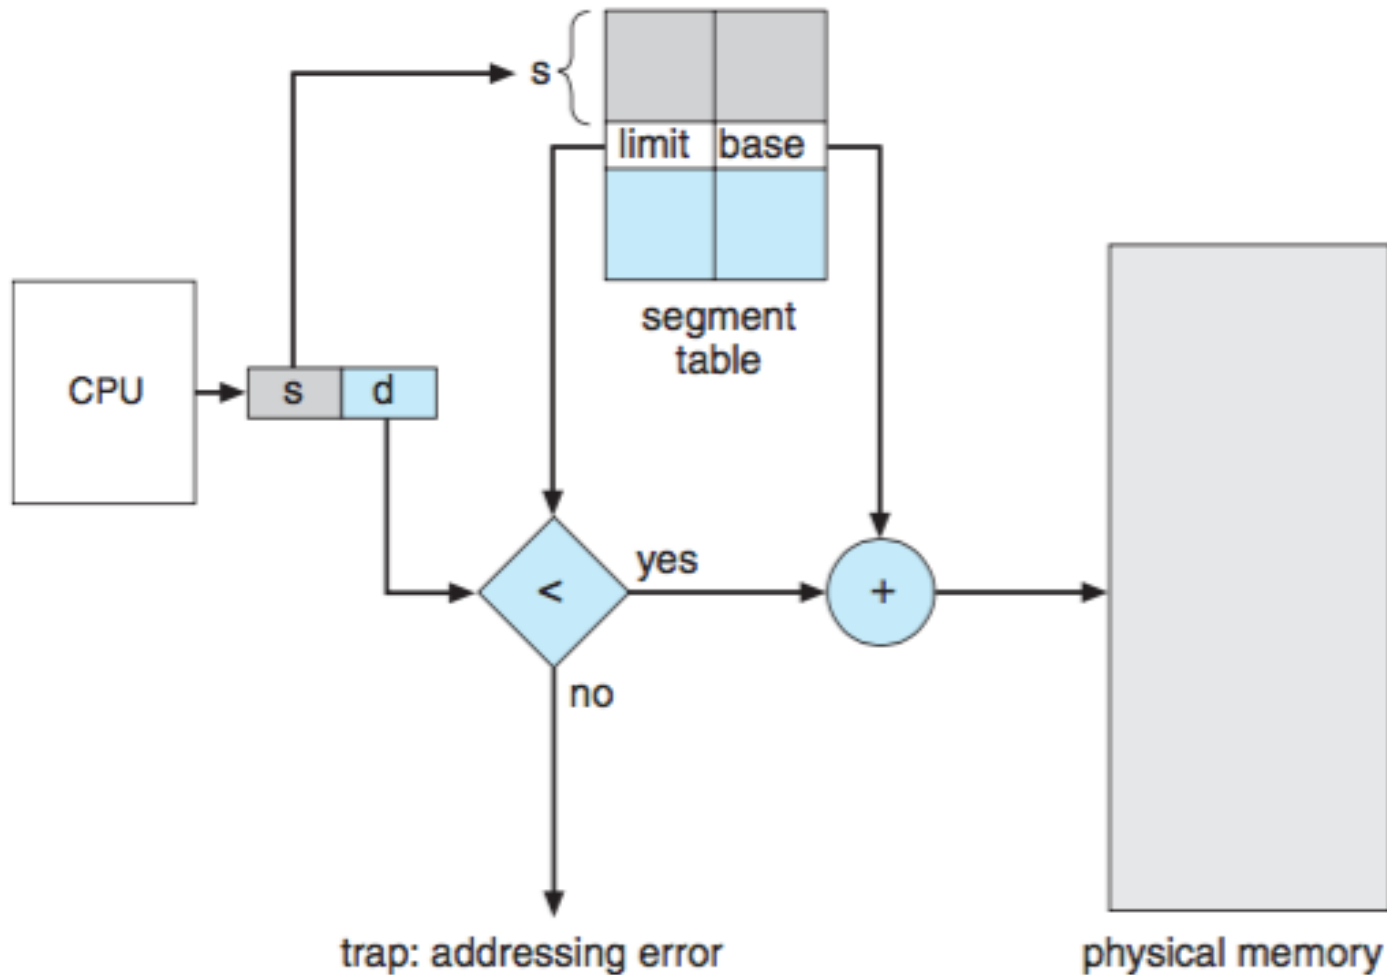 s
limit base
segment
table
CPU
s d
<
yes
+
no
trap: addressing error
physical memory